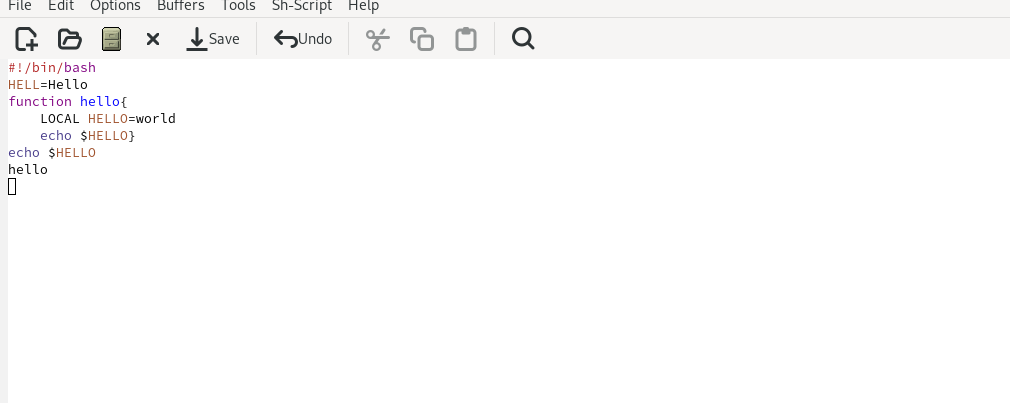 File Edit Options Buffers Tools Sh-Script Help
Save Undo
#!/bin/bash
HELL=Hello
function hello{
    LOCAL HELLO=world
    echo $HELLO}
echo $HELLO
hello